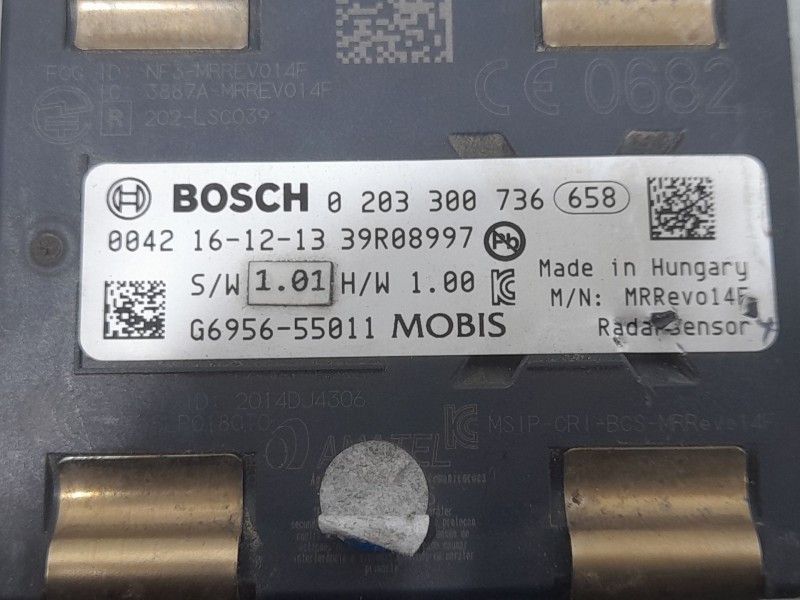 FCC ID: NF3-MRREVO14F
IC: 3887A-MRREVO14F
R 202-LSC039
CE 0682
BOSCH 0 203 300 736 658
0042 16-12-13 39R08997 Pb
S/W 1.01 H/W 1.00
Made in Hungary
M/N: MRRevo14F
G6956-55011 MOBIS
Radar Sensor
ID: 2014DJ4306
MSIP-CRI-BCS-MRRevo14F
ANATEL